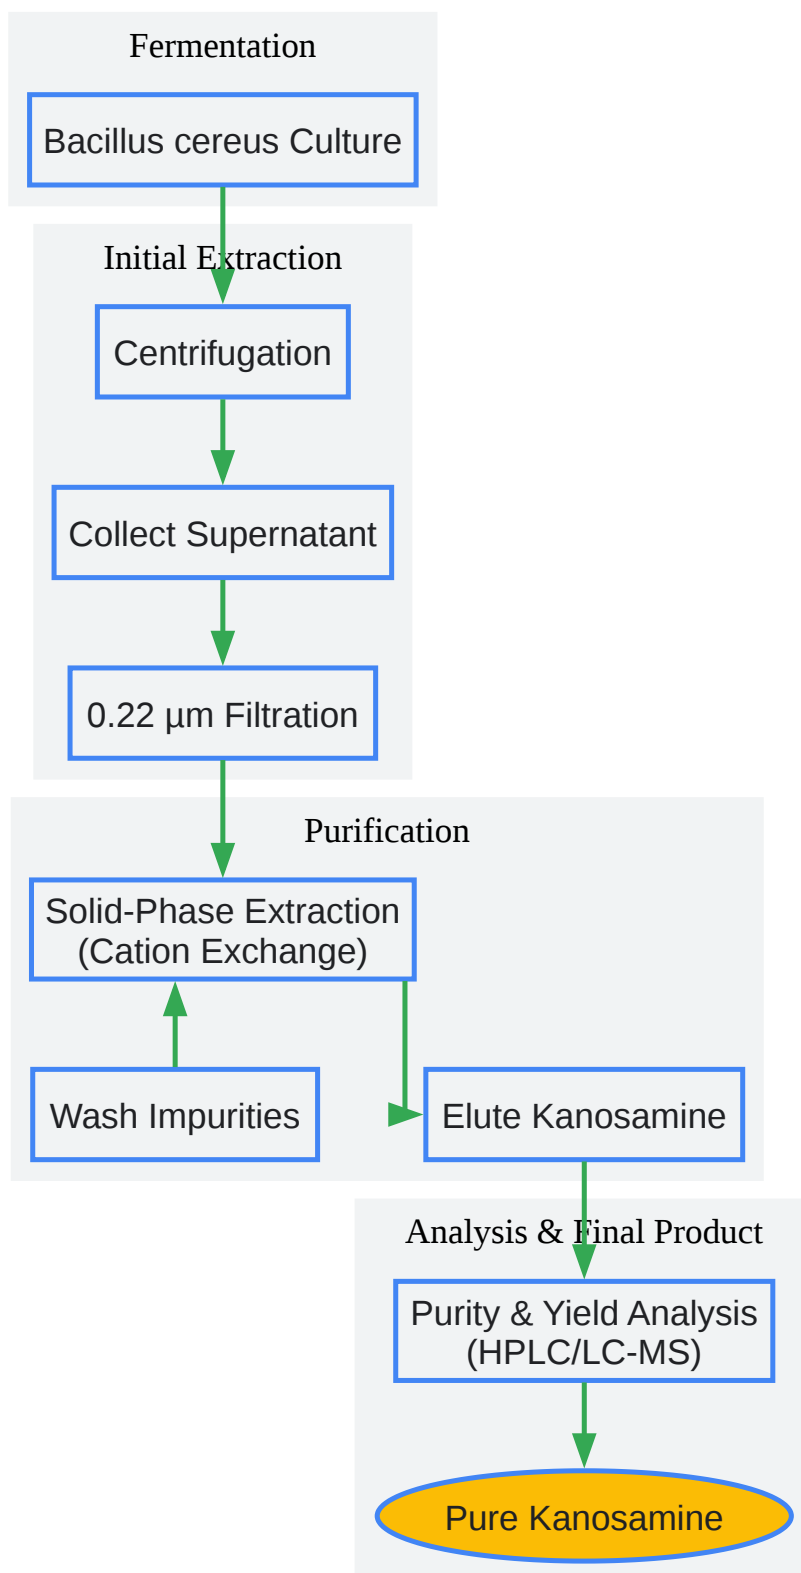 Fermentation
Bacillus cereus Culture
Initial Extraction
Centrifugation
Collect Supernatant
0.22 µm Filtration
Purification
Solid-Phase Extraction
(Cation Exchange)
Wash Impurities
Elute Kanosamine
Analysis & Final Product
Purity & Yield Analysis
(HPLC/LC-MS)
Pure Kanosamine